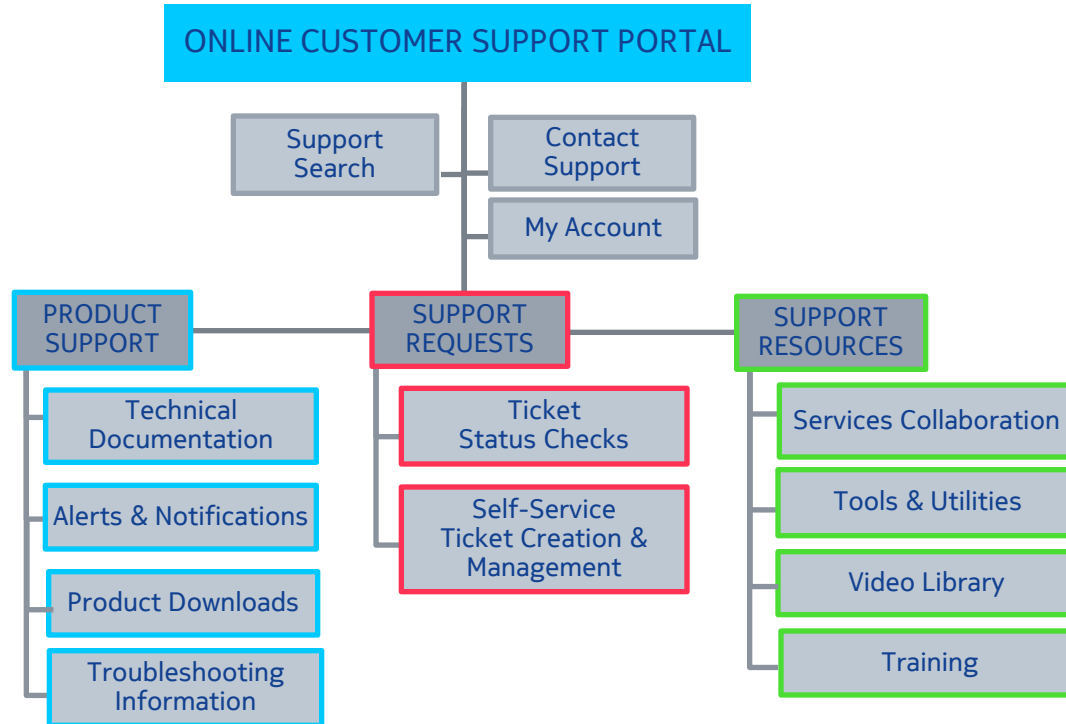 ONLINE CUSTOMER SUPPORT PORTAL
Support
Search
Contact
Support
My Account
PRODUCT
SUPPORT
SUPPORT
REQUESTS
SUPPORT
RESOURCES
Technical
Documentation
Alerts & Notifications
Product Downloads
Troubleshooting
Information
Ticket
Status Checks
Self-Service
Ticket Creation &
Management
Services Collaboration
Tools & Utilities
Video Library
Training